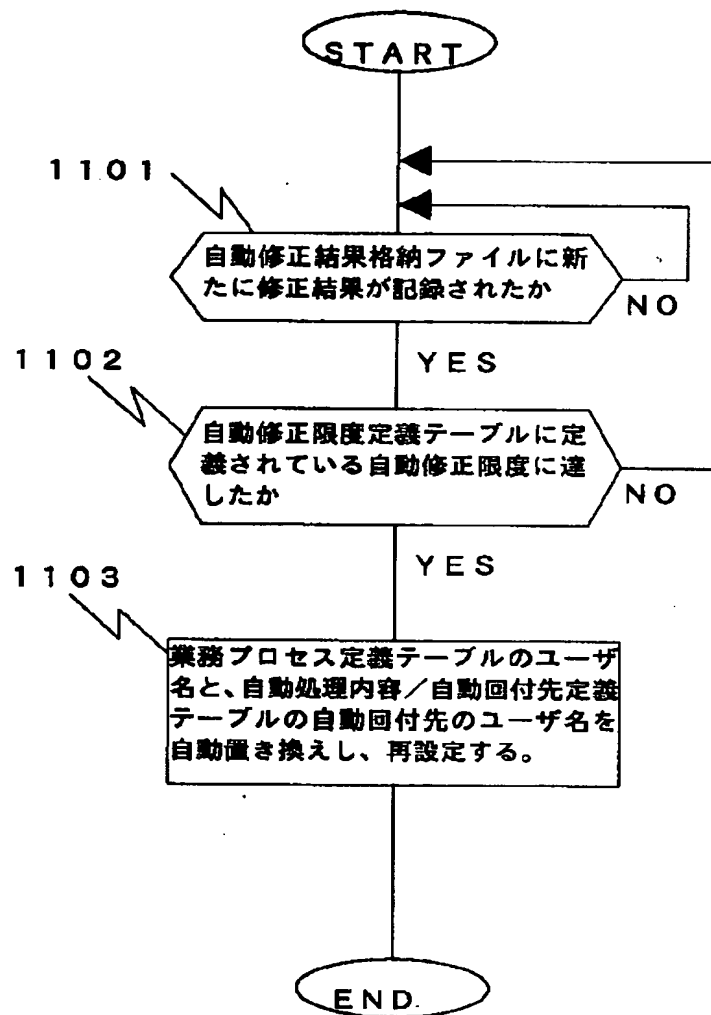 START
1101
自動修正結果格納ファイルに新
たに修正結果が記録されたか
NO
YES
1102
自動修正限度定義テーブルに定
義されている自動修正限度に達
したか
NO
YES
1103
業務プロセス定義テーブルのユーザ
名と、自動処理内容／自動回付先定義
テーブルの自動回付先のユーザ名を
自動置き換えし、再設定する。
END